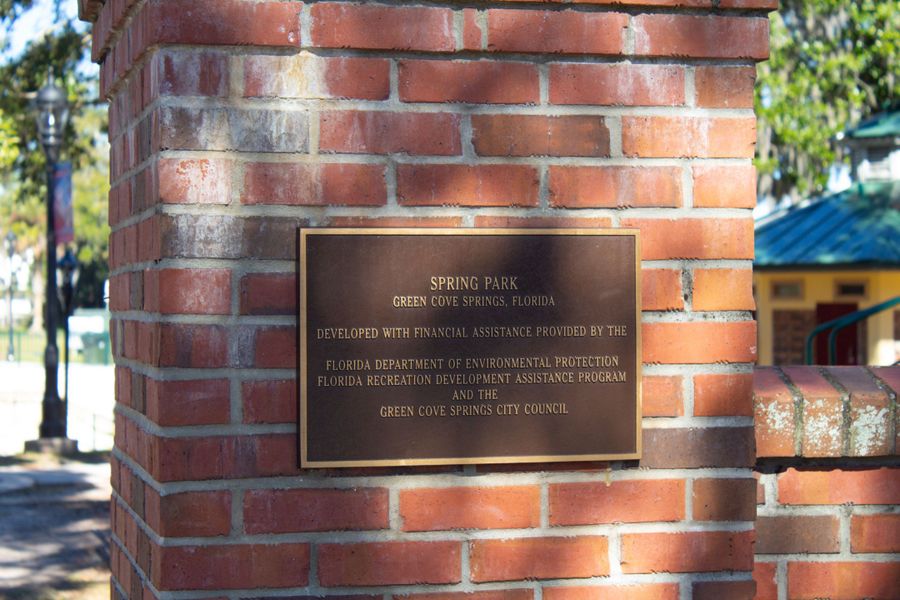 SPRING PARK
GREEN COVE SPRINGS, FLORIDA
DEVELOPED WITH FINANCIAL ASSISTANCE PROVIDED BY THE
FLORIDA DEPARTMENT OF ENVIRONMENTAL PROTECTION
FLORIDA RECREATION DEVELOPMENT ASSISTANCE PROGRAM
AND THE
GREEN COVE SPRINGS CITY COUNCIL